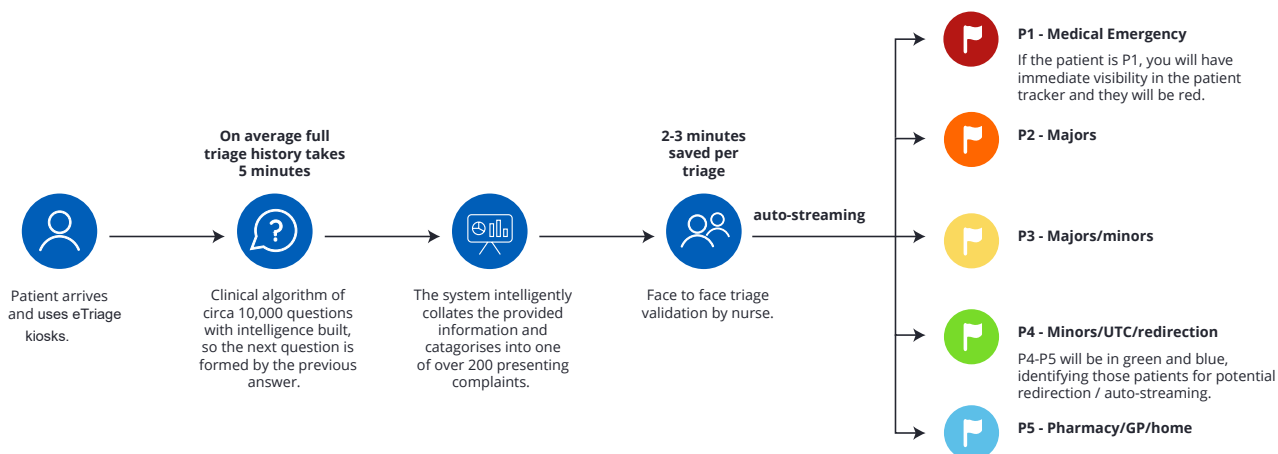 Patient arrives
and uses eTriage
kiosks.
On average full
triage history takes
5 minutes
?
Clinical algorithm of
circa 10,000 questions
with intelligence built,
so the next question is
formed by the previous
answer.
The system intelligently
collates the provided
information and
catagorises into one
of over 200 presenting
complaints.
2-3 minutes
saved per
triage
Face to face triage
validation by nurse.
auto-streaming
P1 - Medical Emergency
If the patient is P1, you will have
immediate visibility in the patient
tracker and they will be red.
P2 - Majors
P3 - Majors/minors
P4 - Minors/UTC/redirection
P4-P5 will be in green and blue,
identifying those patients for potential
redirection / auto-streaming.
P5 - Pharmacy/GP/home